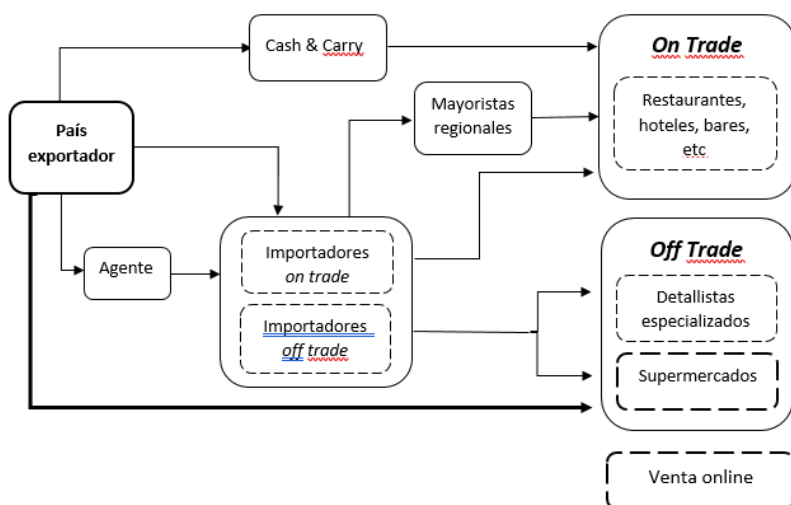 Cash & Carry
On Trade
Restaurantes,
hoteles, bares,
etc
Mayoristas
regionales
País
exportador
Agente
Importadores
on trade
Importadores
off trade
Off Trade
Detallistas
especializados
Supermercados
Venta online